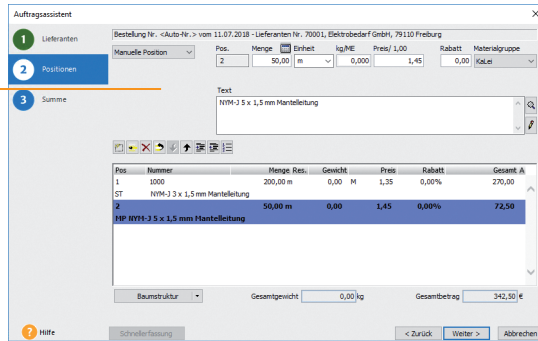 Auftragsassistent
1 Lieferanten
2 Positionen
3 Summe
Bestellung Nr. <Auto-Nr.> vom 11.07.2018 - Lieferanten Nr. 70001, Elektrobedarf GmbH, 79110 Freiburg
Manuelle Position
Pos. Menge Einheit kg/ME Preis/ 1,00 Rabatt Materialgruppe
2 50,00 m 0,000 1,45 0,00 KaLei
Text
NYM-J 5 x 1,5 mm Mantelleitung
Pos Nummer Menge Res. Gewicht Preis Rabatt Gesamt A
1 1000 200,00 m 0,00 M 1,35 0,00% 270,00
ST NYM-J 3 x 1,5 mm Mantelleitung
2 50,00 m 0,00 1,45 0,00% 72,50
MP NYM-J 5 x 1,5 mm Mantelleitung
Baumstruktur Gesamtgewicht 0,00 kg Gesamtbetrag 342,50 €
? Hilfe Schnellerfassung < Zurück Weiter > Abbrechen